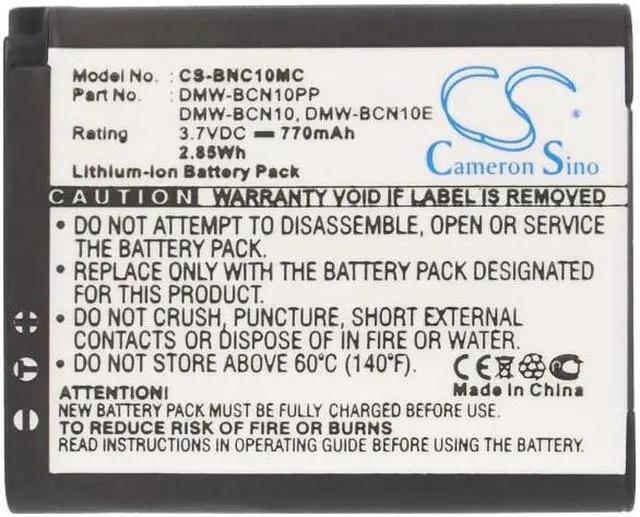 Model No. : CS-BNC10MC
Part No. : DMW-BCN10PP
DMW-BCN10, DMW-BCN10E
Rating : 3.7VDC ⎓ 770mAh
2.85Wh
Lithium-ion Battery Pack
CS
Cameron Sino
CAUTION WARRANTY VOID IF LABEL IS REMOVED
• DO NOT ATTEMPT TO DISASSEMBLE, OPEN OR SERVICE
THE BATTERY PACK.
• REPLACE ONLY WITH THE BATTERY PACK DESIGNATED
FOR THIS PRODUCT.
• DO NOT CRUSH, PUNCTURE, SHORT EXTERNAL
CONTACTS OR DISPOSE OF IN FIRE OR WATER.
• DO NOT STORE ABOVE 60°C (140°F).
CE
Made in China
ATTENTION!
NEW BATTERY PACK MUST BE FULLY CHARGED BEFORE USE.
TO REDUCE RISK OF FIRE OR BURNS
READ INSTRUCTIONS IN OPERATING GUIDE BEFORE USING.
+
T
-